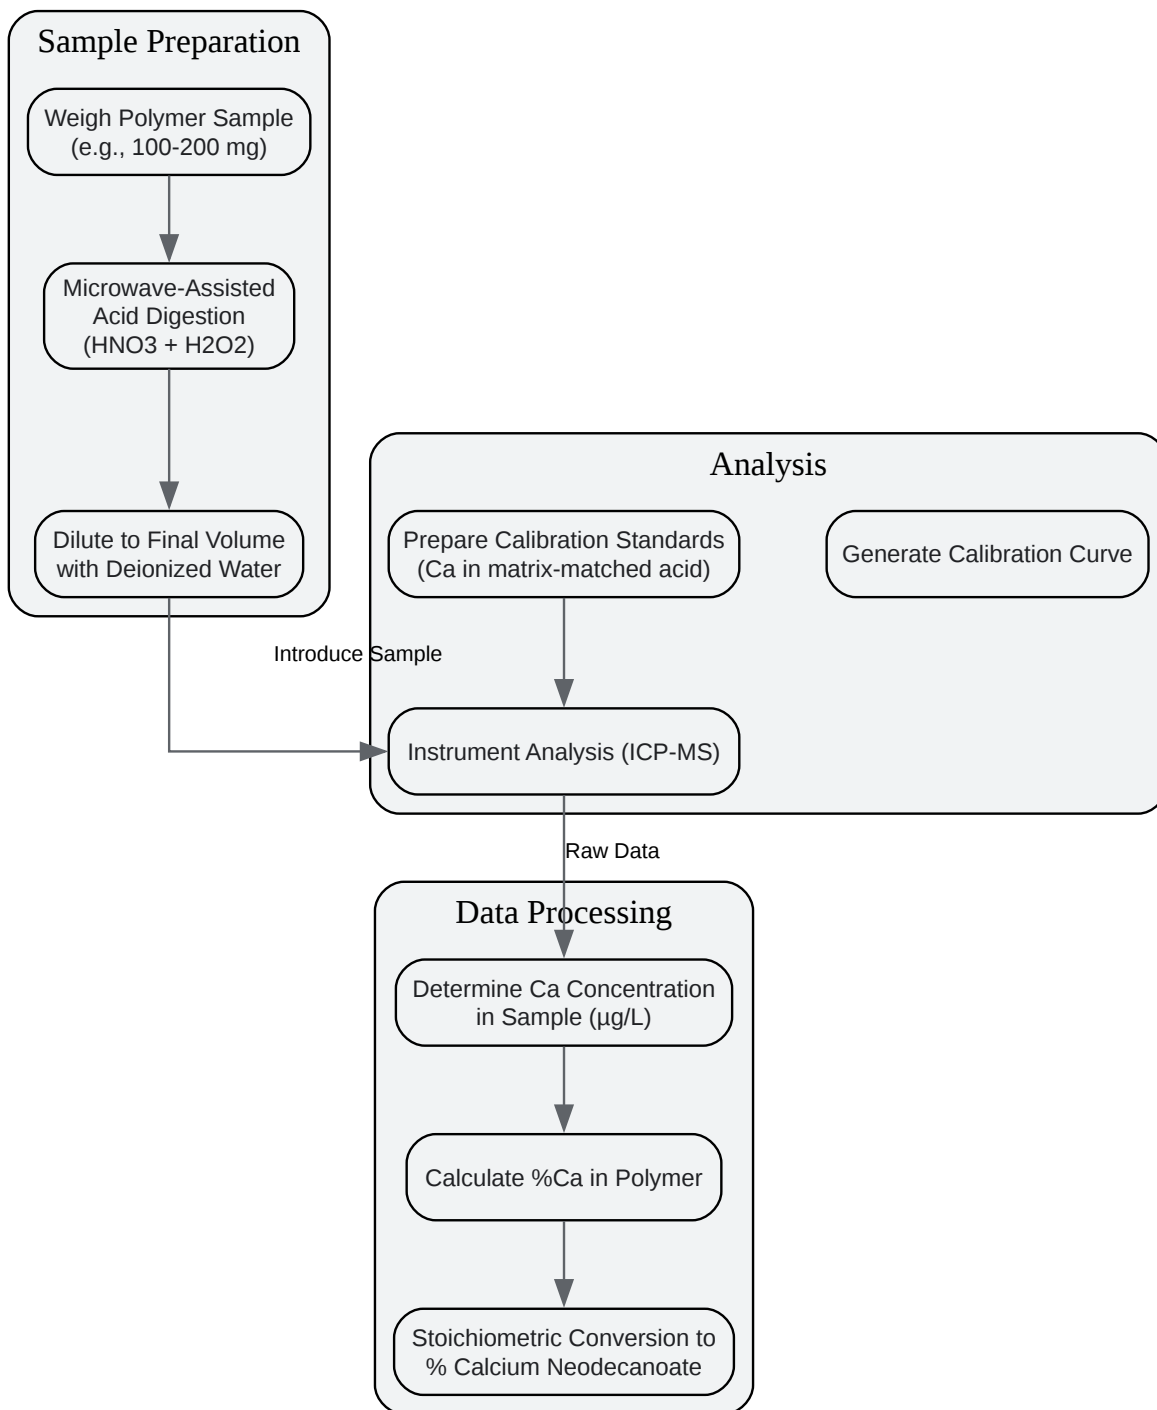 Sample Preparation
Weigh Polymer Sample
(e.g., 100-200 mg)
Microwave-Assisted
Acid Digestion
(HNO3 + H2O2)
Dilute to Final Volume
with Deionized Water
Introduce Sample
Analysis
Prepare Calibration Standards
(Ca in matrix-matched acid)
Generate Calibration Curve
Instrument Analysis (ICP-MS)
Raw Data
Data Processing
Determine Ca Concentration
in Sample (µg/L)
Calculate %Ca in Polymer
Stoichiometric Conversion to
% Calcium Neodecanoate